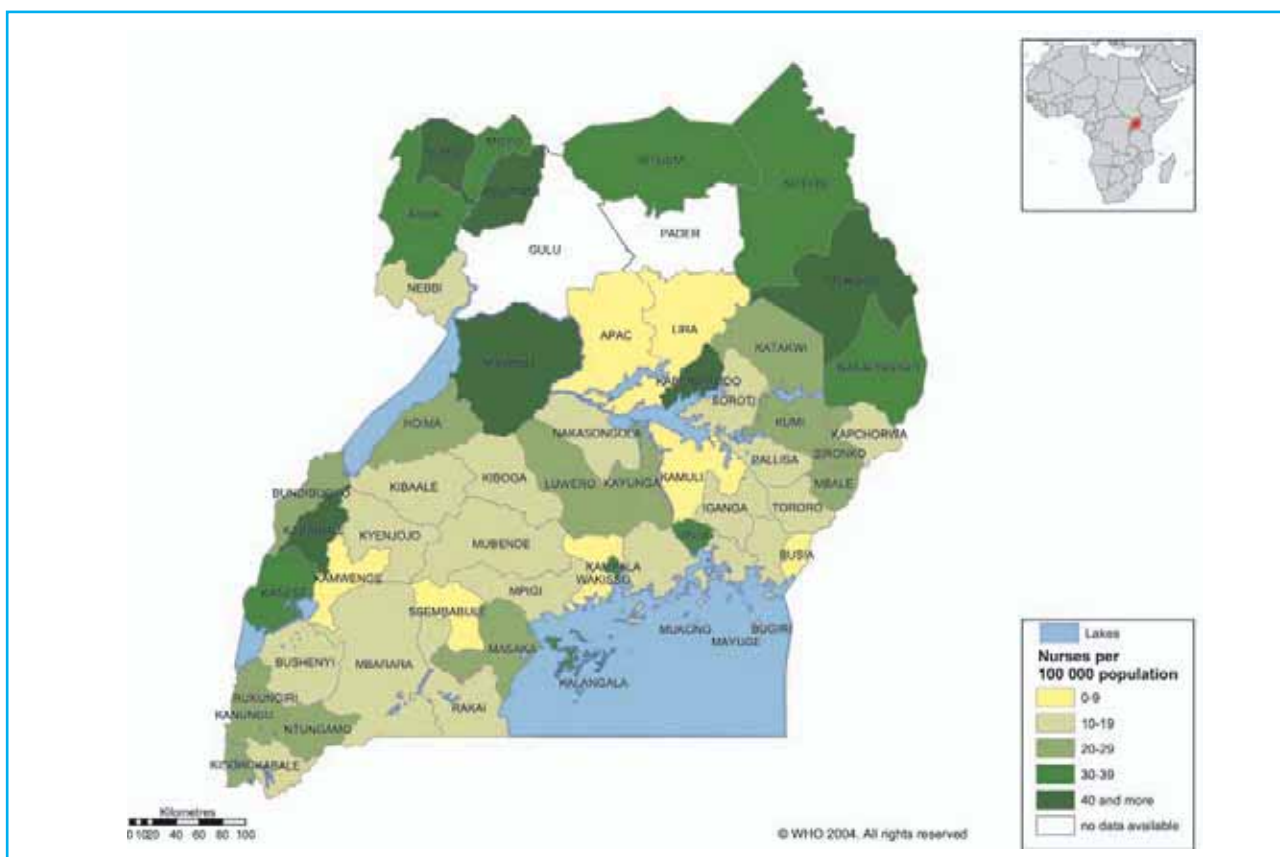 GULU
PADER
NEBBI
APAC
LIRA
KATAKWI
SOROTI
HOIMA
NAKASONGOLA
KUMI
KAPCHORWA
SIRONKO
PALLISA
MBALE
KAMULI
KIBOGA
LUWERO
KAYUNGA
KIBAALE
BUNDIBUGYO
IGANGA
TORORO
KYENJOJO
MUBENDE
BUSIA
KAMPALA
WAKISSO
KAMWENGE
MPIGI
KASESE
SSEMBABULE
MUKONO
BUGIRI
MAYUGE
MASAKA
BUSHENYI
MBARARA
KALANGALA
RUKUNGIRI
RAKAI
KANUNGU
NTUNGAMO
KISORO
KABALE
Lakes
Nurses per
100 000 population
0-9
10-19
20-29
30-39
40 and more
no data available
Kilometres
0 10 20 40 60 80 100
© WHO 2004. All rights reserved